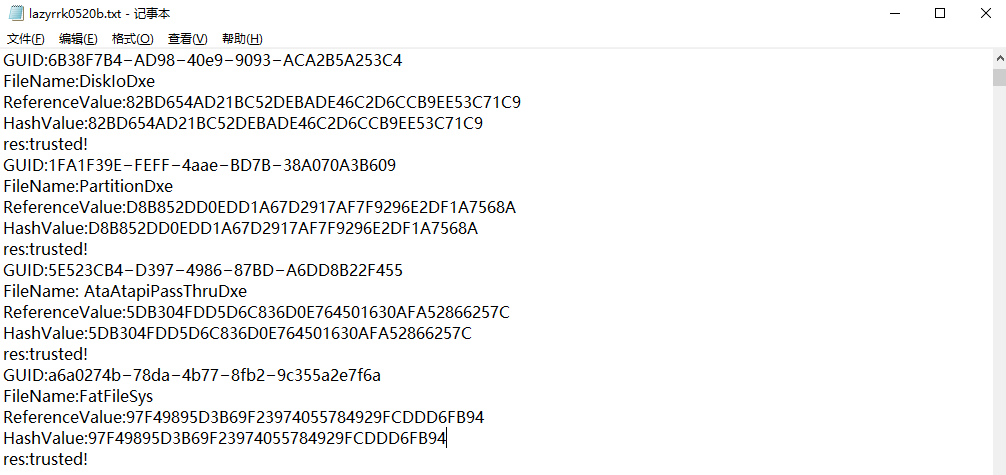 lazyrrk0520b.txt - 记事本
文件(F) 编辑(E) 格式(O) 查看(V) 帮助(H)
GUID:6B38F7B4-AD98-40e9-9093-ACA2B5A253C4
FileName:DiskIoDxe
ReferenceValue:82BD654AD21BC52DEBADE46C2D6CCB9EE53C71C9
HashValue:82BD654AD21BC52DEBADE46C2D6CCB9EE53C71C9
res:trusted!
GUID:1FA1F39E-FEFF-4aae-BD7B-38A070A3B609
FileName:PartitionDxe
ReferenceValue:D8B852DD0EDD1A67D2917AF7F9296E2DF1A7568A
HashValue:D8B852DD0EDD1A67D2917AF7F9296E2DF1A7568A
res:trusted!
GUID:5E523CB4-D397-4986-87BD-A6DD8B22F455
FileName: AtaAtapiPassThruDxe
ReferenceValue:5DB304FDD5D6C836D0E764501630AFA52866257C
HashValue:5DB304FDD5D6C836D0E764501630AFA52866257C
res:trusted!
GUID:a6a0274b-78da-4b77-8fb2-9c355a2e7f6a
FileName:FatFileSys
ReferenceValue:97F49895D3B69F23974055784929FCDDD6FB94
HashValue:97F49895D3B69F23974055784929FCDDD6FB94
res:trusted!